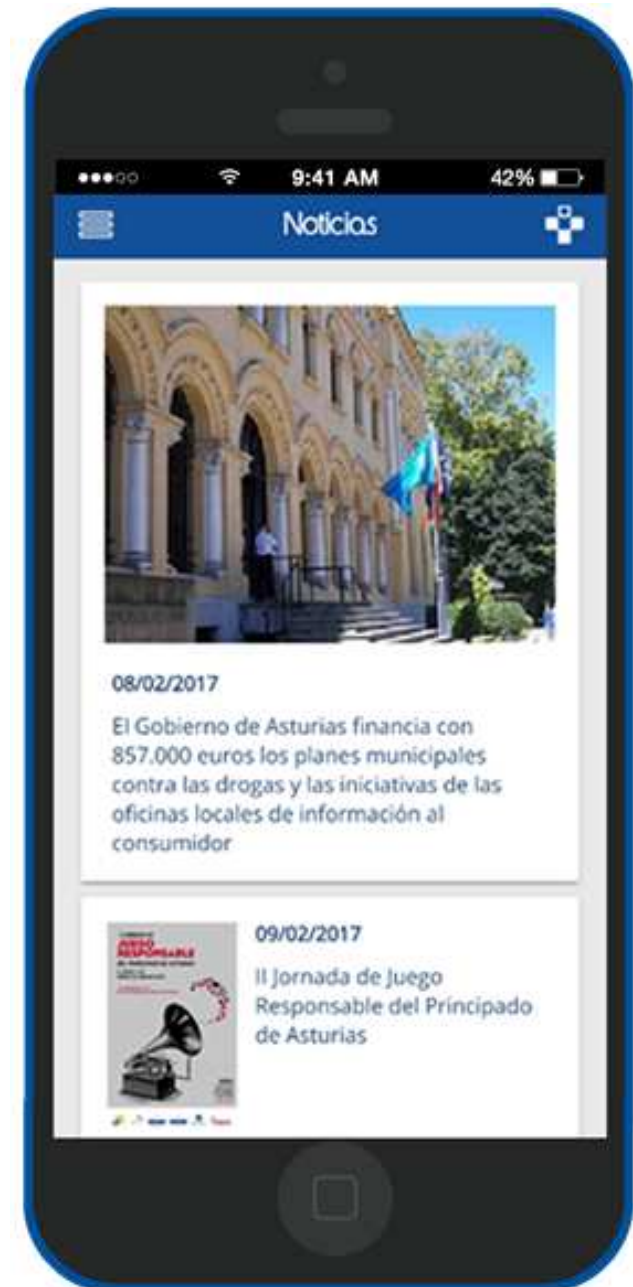 9:41 AM
42%
Noticias
08/02/2017
El Gobierno de Asturias financia con
857.000 euros los planes municipales
contra las drogas y las iniciativas de las
oficinas locales de información al
consumidor
JUEGO
RESPONSABLE
09/02/2017
II Jornada de Juego
Responsable del Principado
de Asturias